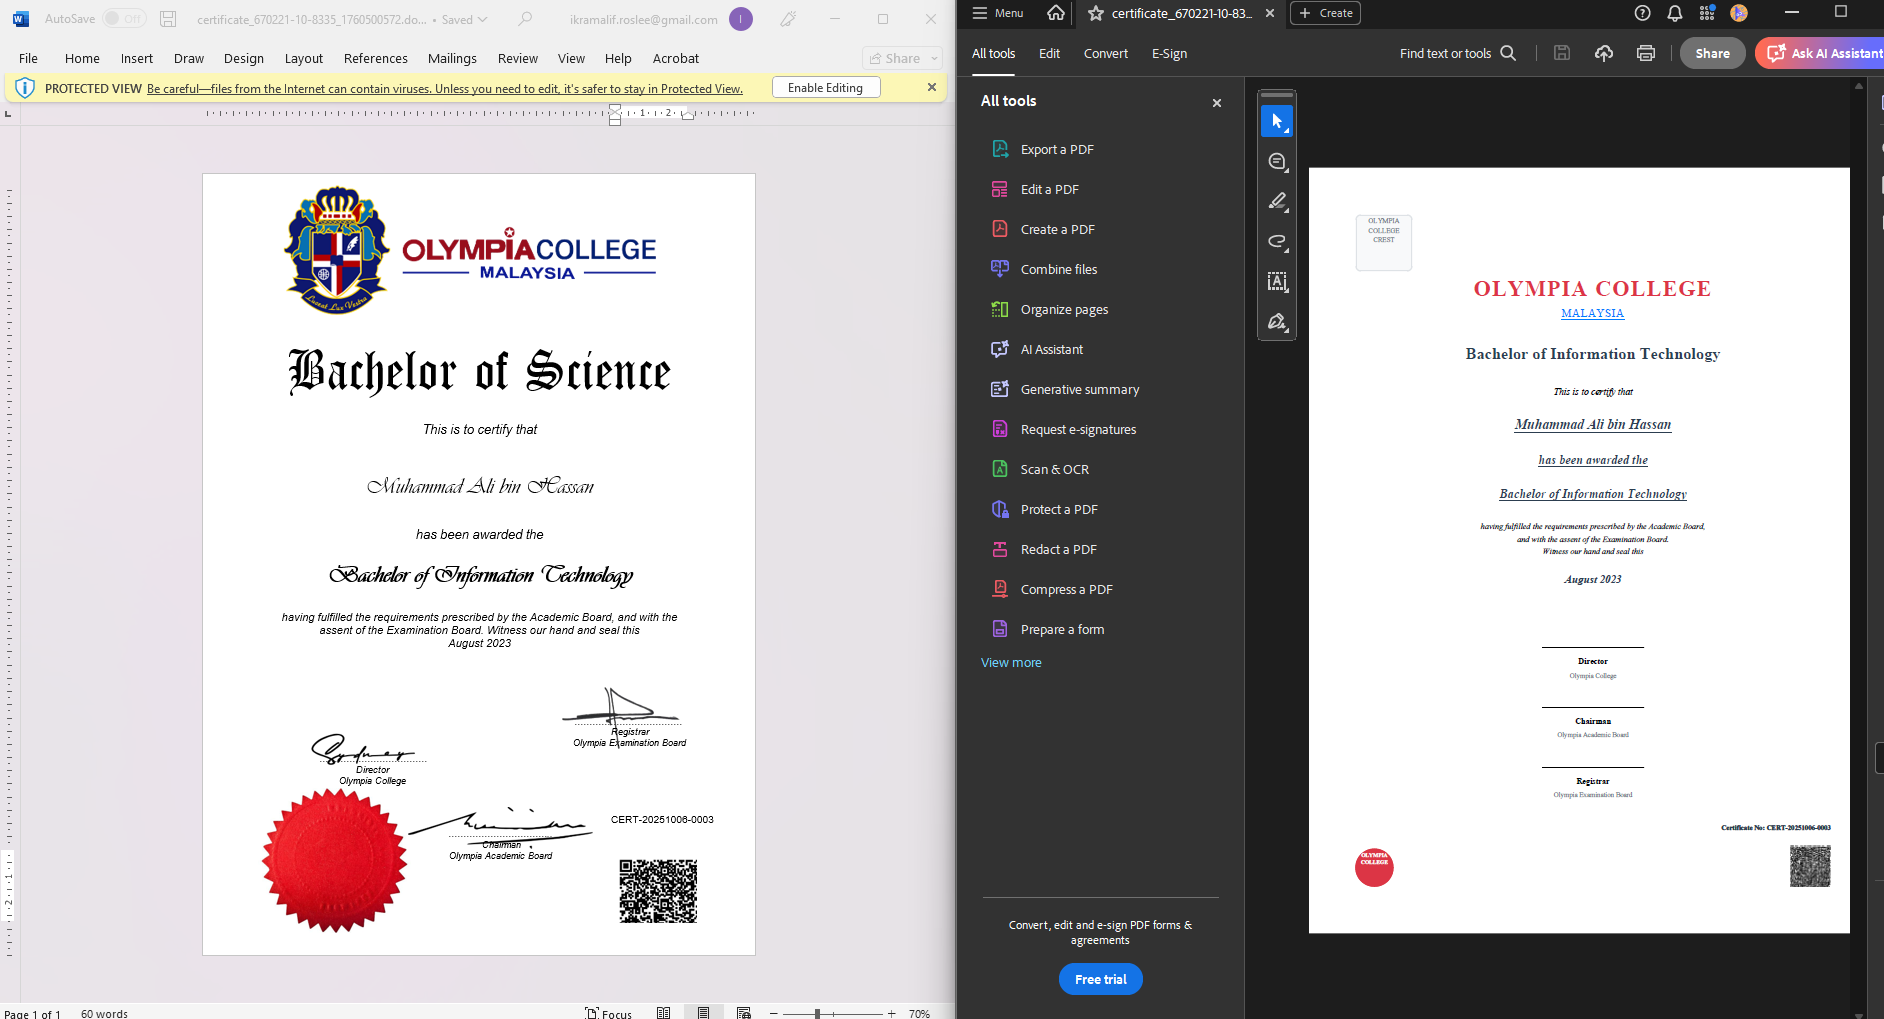 AutoSave Off certificate_670221-10-8335_1760500572.do... • Saved ikramalif.roslee@gmail.com I
File Home Insert Draw Design Layout References Mailings Review View Help Acrobat Share
PROTECTED VIEW Be careful—files from the Internet can contain viruses. Unless you need to edit, it's safer to stay in Protected View. Enable Editing
1 2
OLYMPIACOLLEGE
MALAYSIA
Luceat Lux Vestra
Bachelor of Science
This is to certify that
Muhammad Ali bin Hassan
has been awarded the
Bachelor of Information Technology
having fulfilled the requirements prescribed by the Academic Board, and with the
assent of the Examination Board. Witness our hand and seal this
August 2023
Registrar
Olympia Examination Board
Sydney
Director
Olympia College
CERT-20251006-0003
Chairman
Olympia Academic Board
1
2
Page 1 of 1 60 words Focus 70%
Menu certificate_670221-10-83... Create
All tools Edit Convert E-Sign Find text or tools Share Ask AI Assistant
All tools
Export a PDF
Edit a PDF
Create a PDF
Combine files
Organize pages
AI Assistant
Generative summary
Request e-signatures
Scan & OCR
Protect a PDF
Redact a PDF
Compress a PDF
Prepare a form
View more
Convert, edit and e-sign PDF forms &
agreements
Free trial
OLYMPIA
COLLEGE
CREST
OLYMPIA COLLEGE
MALAYSIA
Bachelor of Information Technology
This is to certify that
Muhammad Ali bin Hassan
has been awarded the
Bachelor of Information Technology
having fulfilled the requirements prescribed by the Academic Board,
and with the assent of the Examination Board.
Witness our hand and seal this
August 2023
Director
Olympia College
Chairman
Olympia Academic Board
Registrar
Olympia Examination Board
Certificate No: CERT-20251006-0003
OLYMPIA
COLLEGE